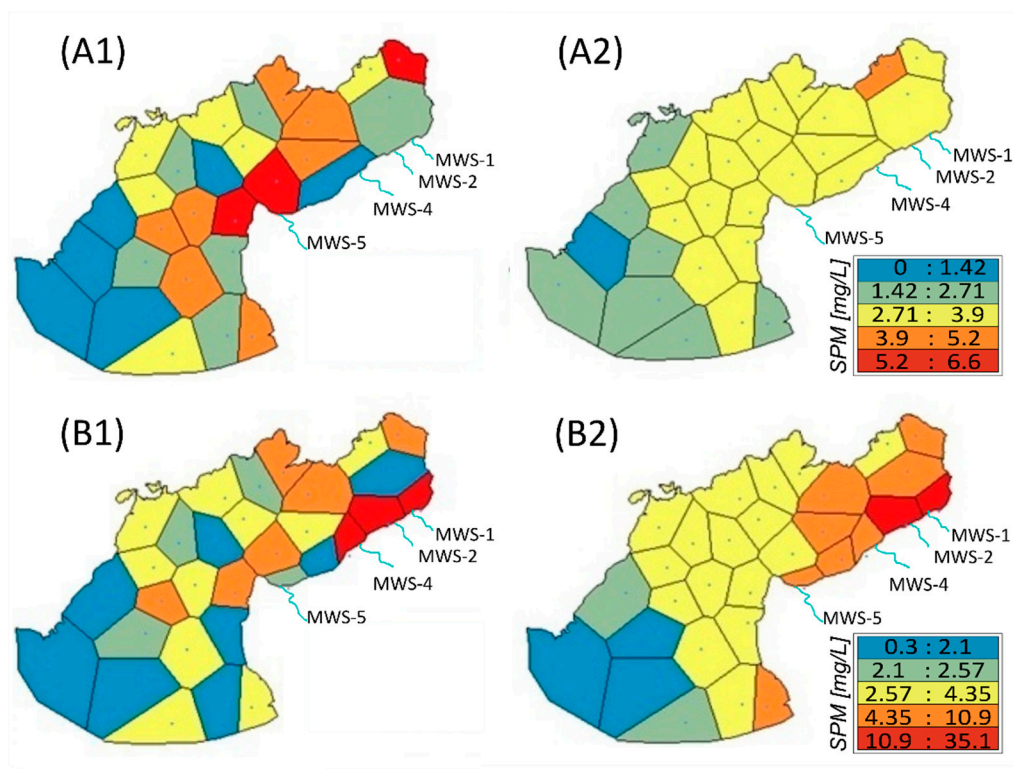 (A1)
(A2)
MWS-1
MWS-2
MWS-4
MWS-5
MWS-1
MWS-2
MWS-4
MWS-5
SPM [mg/L]
0 : 1.42
1.42 : 2.71
2.71 : 3.9
3.9 : 5.2
5.2 : 6.6
(B1)
(B2)
MWS-1
MWS-2
MWS-4
MWS-5
MWS-1
MWS-2
MWS-4
MWS-5
SPM [mg/L]
0.3 : 2.1
2.1 : 2.57
2.57 : 4.35
4.35 : 10.9
10.9 : 35.1